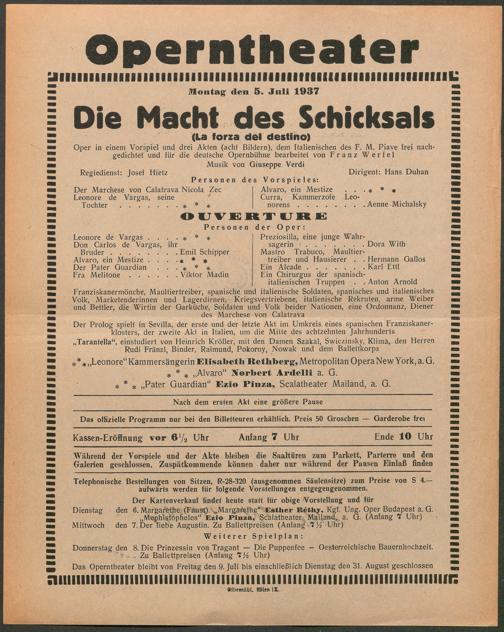 Operntheater
Montag den 5. Juli 1937
Die Macht des Schicksals
(La forza del destino)
Oper in einem Vorspiel und drei Akten (acht Bildern), dem Italienischen des F. M. Piave frei nach-
gedichtet und für die deutsche Opernbühne bearbeitet von Franz Werfel
Musik von Giuseppe Verdi
Regiedienst: Josef Hietz Dirigent: Hans Duhan
Personen des Vorspieles:
Der Marchese von Calatrava Nicola Zec
Leonore de Vargas, seine
Tochter . . . . . . . * * *
Alvaro, ein Mestize . . . * * *
Curra, Kammerzofe Leo-
norens . . . . . . . . Aenne Michalsky
OUVERTURE
Personen der Oper:
Leonore de Vargas . . . . * * *
Don Carlos de Vargas, ihr
Bruder . . . . . . . . Emil Schipper
Alvaro, ein Mestize . . . . * * *
Der Pater Guardian . . . * * *
Fra Melitone . . . . . . Viktor Madin
Preziosilla, eine junge Wahr-
sagerin . . . . . . . . Dora With
Mastro Trabuco, Maultier-
treiber und Hausierer . . Hermann Gallos
Ein Alcade . . . . . . . Karl Ettl
Ein Chirurgus der spanisch-
italienischen Truppen . . Anton Arnold
Franziskanermönche, Maultiertreiber, spanische und italienische Soldaten, spanisches und italienisches
Volk, Marketenderinnen und Lagerdirnen, Kriegsvertriebene, italienische Rekruten, arme Weiber
und Bettler, die Wirtin der Garküche, Soldaten und Volk beider Nationen, eine Ordonnanz, Diener
des Marchese von Calatrava
Der Prolog spielt in Sevilla, der erste und der letzte Akt im Umkreis eines spanischen Franziskaner-
klosters, der zweite Akt in Italien, um die Mitte des achtzehnten Jahrhunderts
„Tarantella", einstudiert von Heinrich Kröller, mit den Damen Szakal, Swiczinsky, Klima, den Herren
Rudi Fränzl, Binder, Raimund, Pokorny, Nowak und dem Ballettkorps
* * * „Leonore" Kammersängerin Elisabeth Rethberg, Metropolitan Opera New York, a. G.
* * * „Alvaro" Norbert Ardelli a. G.
* * * „Pater Guardian" Ezio Pinza, Scalatheater Mailand, a. G.
Nach dem ersten Akt eine größere Pause
Das offizielle Programm nur bei den Billetteuren erhältlich. Preis 50 Groschen — Garderobe frei
Kassen-Eröffnung vor 6½ Uhr Anfang 7 Uhr Ende 10 Uhr
Während der Vorspiele und der Akte bleiben die Saaltüren zum Parkett, Parterre und den
Galerien geschlossen. Zuspätkommende können daher nur während der Pausen Einlaß finden
Telephonische Bestellungen von Sitzen, R-28-320 (ausgenommen Säulensitze) zum Preise von S 4.—
aufwärts werden für folgende Vorstellungen entgegengenommen.
Der Kartenverkauf findet heute statt für obige Vorstellung und für
Dienstag den 6. Margarethe (Faust). „Margarethe" Esther Réthy, Kgt. Ung. Oper Budapest a. G.
„Mephistopheles" Ezio Pinza, Scalatheater Mailand, a. G. (Anfang 7 Uhr)
Mittwoch den 7. Der liebe Augustin. Zu Ballettpreisen (Anfang 7½ Uhr)
Weiterer Spielplan:
Donnerstag den 8. Die Prinzessin von Tragant — Die Puppenfee — Oesterreichische Bauernhochzeit.
Zu Ballettpreisen (Anfang 7½ Uhr)
Das Operntheater bleibt von Freitag den 9. Juli bis einschließlich Dienstag den 31. August geschlossen
Elbemühl, Wien IX.